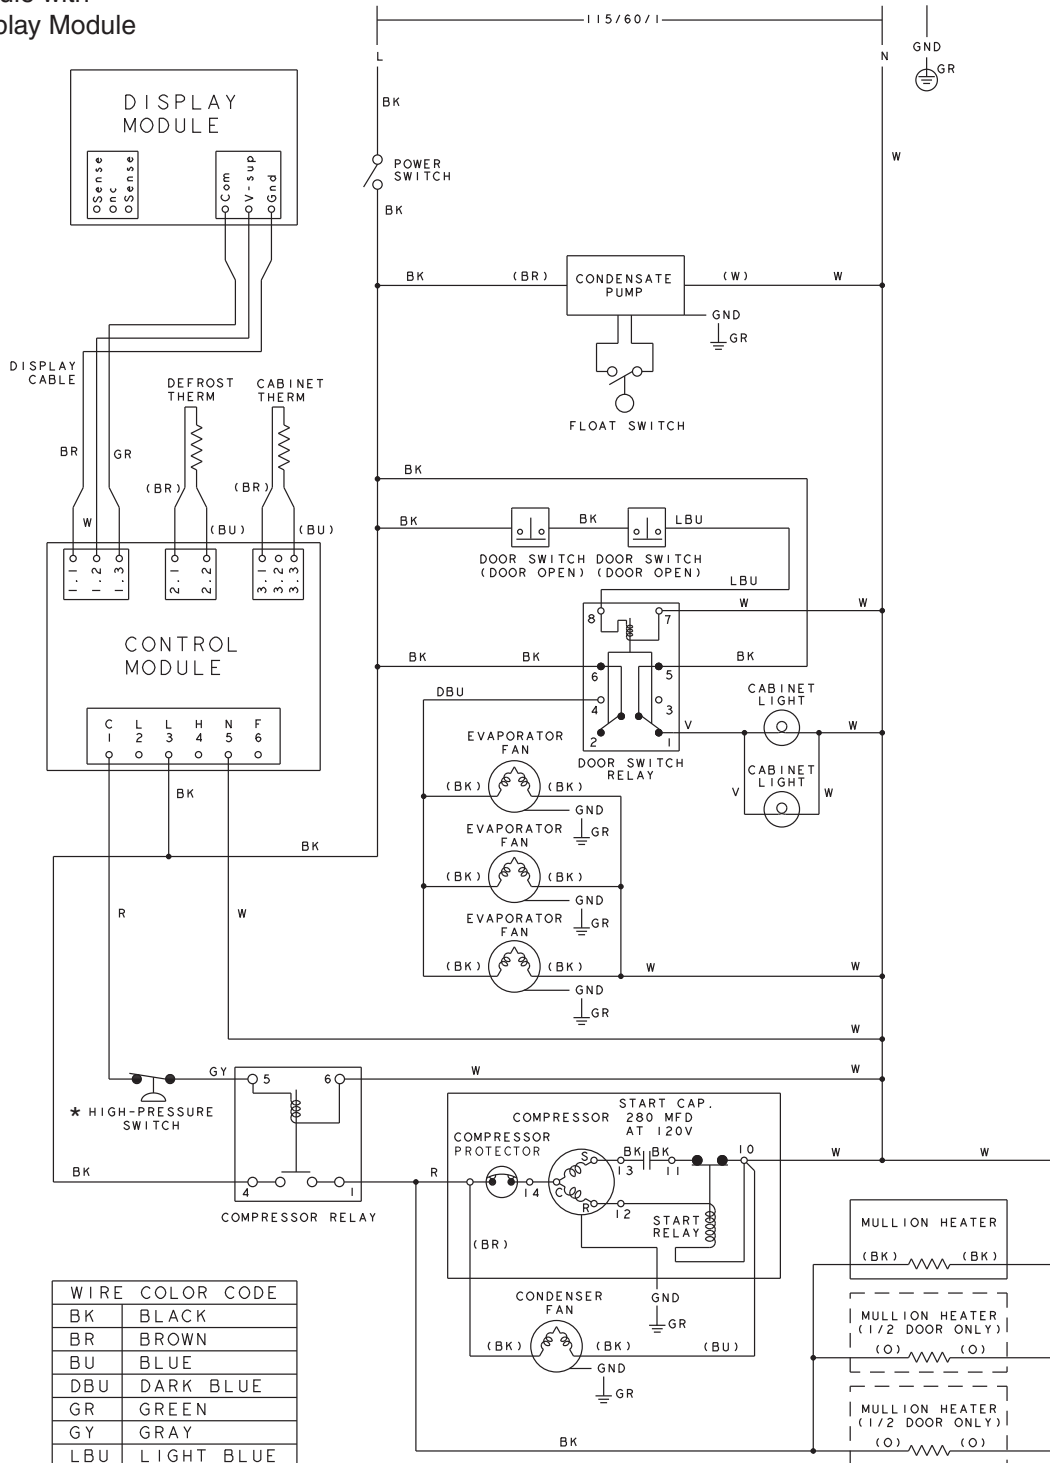 play Module
115/60/1
L
N
GND
GR
BK
W
DISPLAY
MODULE
Sense
nc
Sense
Com
V-sup
Gnd
POWER
SWITCH
BK
BK
(BR)
CONDENSATE
PUMP
(W)
W
GND
GR
FLOAT SWITCH
DISPLAY
CABLE
DEFROST
THERM
CABINET
THERM
BR
GR
W
(BR)
(BU)
(BR)
(BU)
BK
BK
BK
LBU
DOOR SWITCH
(DOOR OPEN)
DOOR SWITCH
(DOOR OPEN)
LBU
1.1
1.2
1.3
2.1
2.2
3.1
3.2
3.3
CONTROL
MODULE
8
7
W
W
BK
BK
6
5
BK
DBU
4
3
2
1
V
CABINET
LIGHT
W
DOOR SWITCH
RELAY
CABINET
LIGHT
V
W
C
1
L
2
L
3
H
4
N
5
F
6
BK
BK
R
W
EVAPORATOR
FAN
(BK)
(BK)
GND
GR
EVAPORATOR
FAN
(BK)
(BK)
GND
GR
EVAPORATOR
FAN
(BK)
(BK)
W
W
GND
GR
W
GY
5
6
W
W
* HIGH-PRESSURE
SWITCH
BK
4
1
COMPRESSOR RELAY
R
COMPRESSOR
START CAP.
280 MFD
AT 120V
COMPRESSOR
PROTECTOR
S
BK
BK
10
13
11
14
C
R
12
START
RELAY
W
W
(BR)
GND
GR
CONDENSER
FAN
(BK)
(BK)
(BU)
GND
GR
BK
MULLION HEATER
(BK)
(BK)
MULLION HEATER
(1/2 DOOR ONLY)
(O)
(O)
MULLION HEATER
(1/2 DOOR ONLY)
(O)
(O)
WIRE COLOR CODE
BK BLACK
BR BROWN
BU BLUE
DBU DARK BLUE
GR GREEN
GY GRAY
LBU LIGHT BLUE